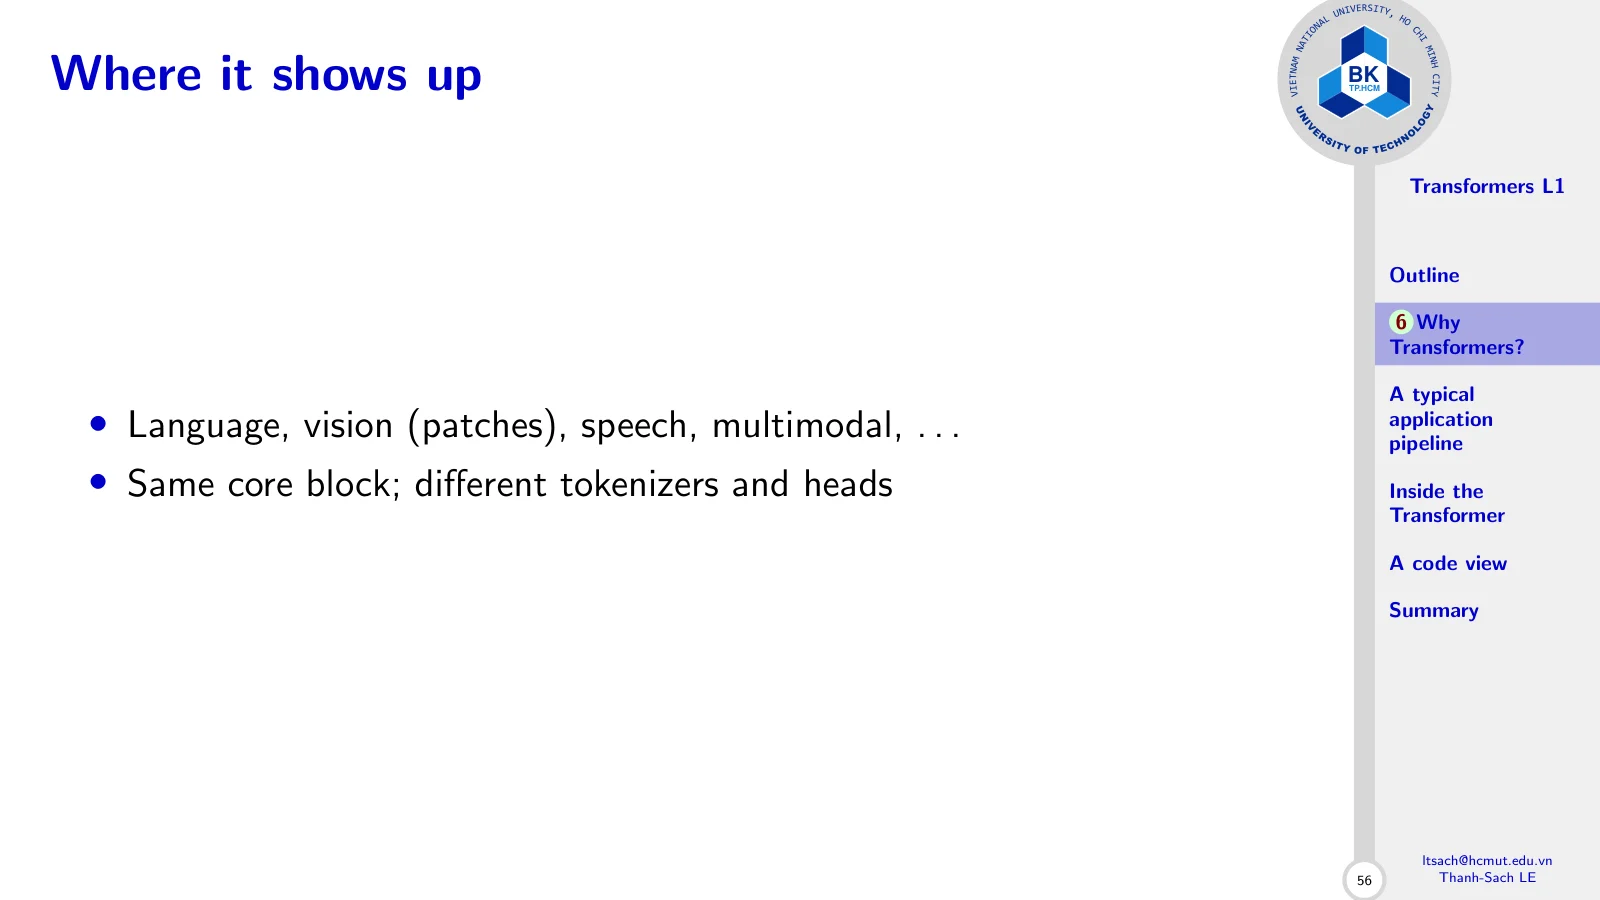 Where it shows up
• Language, vision (patches), speech, multimodal, . . .
• Same core block; different tokenizers and heads
VIETNAM NATIONAL UNIVERSITY, HO CHI MINH CITY
BK
TP.HCM
UNIVERSITY OF TECHNOLOGY
Transformers L1
Outline
6 Why
Transformers?
A typical
application
pipeline
Inside the
Transformer
A code view
Summary
ltsach@hcmut.edu.vn
Thanh-Sach LE
56